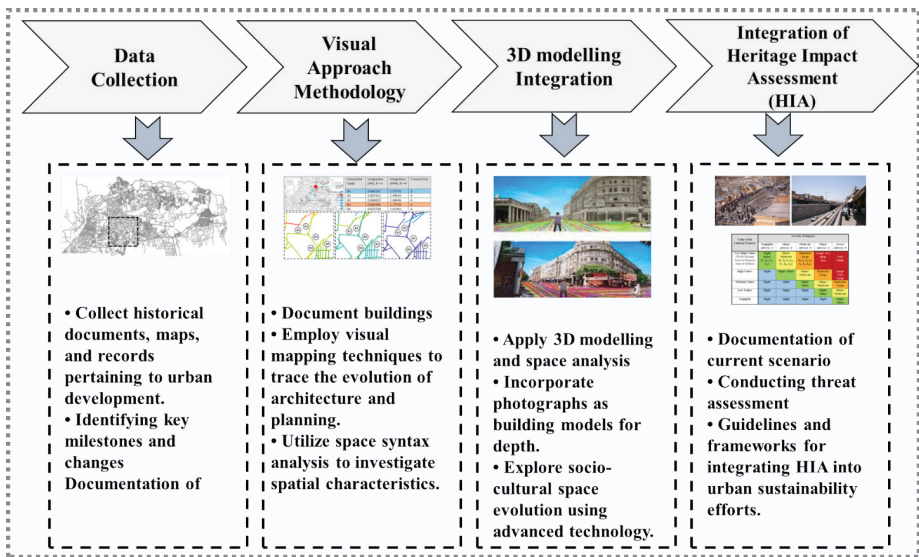 Data
Collection
Visual
Approach
Methodology
3D modelling
Integration
Integration of
Heritage Impact
Assessment
(HIA)
• Collect historical
documents, maps,
and records
pertaining to urban
development.
• Identifying key
milestones and
changes
Documentation of
• Document buildings
• Employ visual
mapping techniques to
trace the evolution of
architecture and
planning.
• Utilize space syntax
analysis to investigate
spatial characteristics.
• Apply 3D modelling
and space analysis
• Incorporate
photographs as
building models for
depth.
• Explore socio-
cultural space
evolution using
advanced technology.
• Documentation of
current scenario
• Conducting threat
assessment
• Guidelines and
frameworks for
integrating HIA into
urban sustainability
efforts.